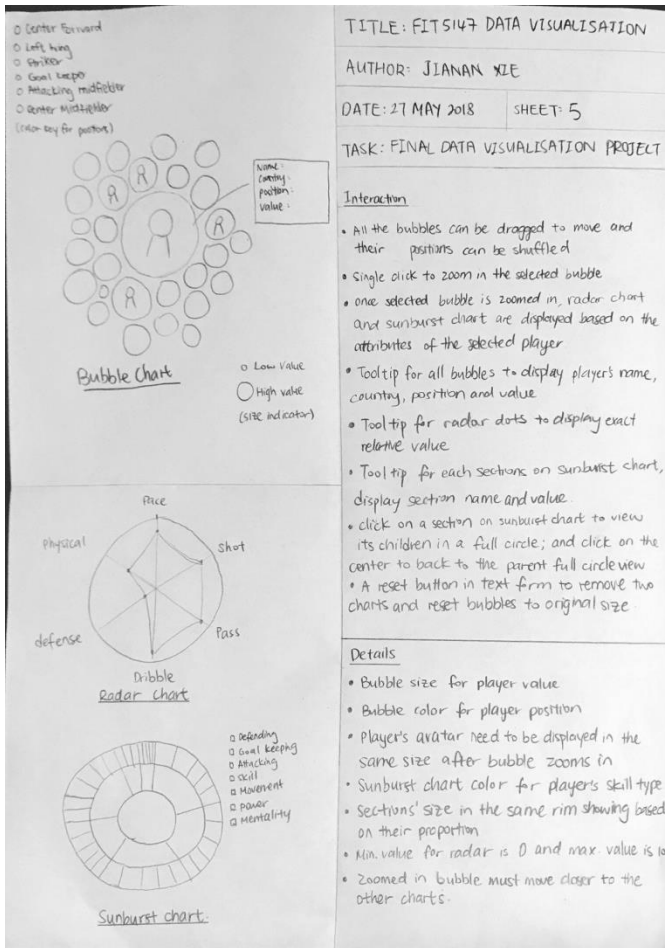 Center Forward
Left Wing
Striker
Goal keeper
Attacking midfielder
Center Midfielder
(color key for postions)
Name:
Country:
position:
value:
Bubble Chart
Low Value
High value
(size indicator)
Pace
Physical
Shot
defense
Pass
Dribble
Radar chart
Defending
Goal keeping
Attacking
Skill
Movement
power
Mentality
Sunburst chart.
TITLE: FIT5147 DATA VISUALISATION
AUTHOR: JIANAN XIE
DATE: 27 MAY 2018
SHEET: 5
TASK: FINAL DATA VISUALISATION PROJECT
Interaction
• All the bubbles can be dragged to move and
their positions can be shuffled
• Single click to zoom in the selected bubble
• once selected bubble is zoomed in, radar chart
and sunburst chart are displayed based on the
attributes of the selected player
• Tooltip for all bubbles to display player's name,
country, position and value
• Tool tip for radar dots to display exact
relative value
• Tool tip for each sections on sunburst chart,
display section name and value
• click on a section on sunburst chart to view
its children in a full circle; and click on the
center to back to the parent full circle view
• A reset button in text form to remove two
charts and reset bubbles to original size
Details
• Bubble size for player value
• Bubble color for player position
• Player's avatar need to be displayed in the
same size after bubble zooms in
• Sunburst chart color for player's skill type
• Sections' size in the same rim showing based
on their proportion
• Min. value for radar is 0 and max. value is
• Zoomed in bubble must move closer to the
other charts.